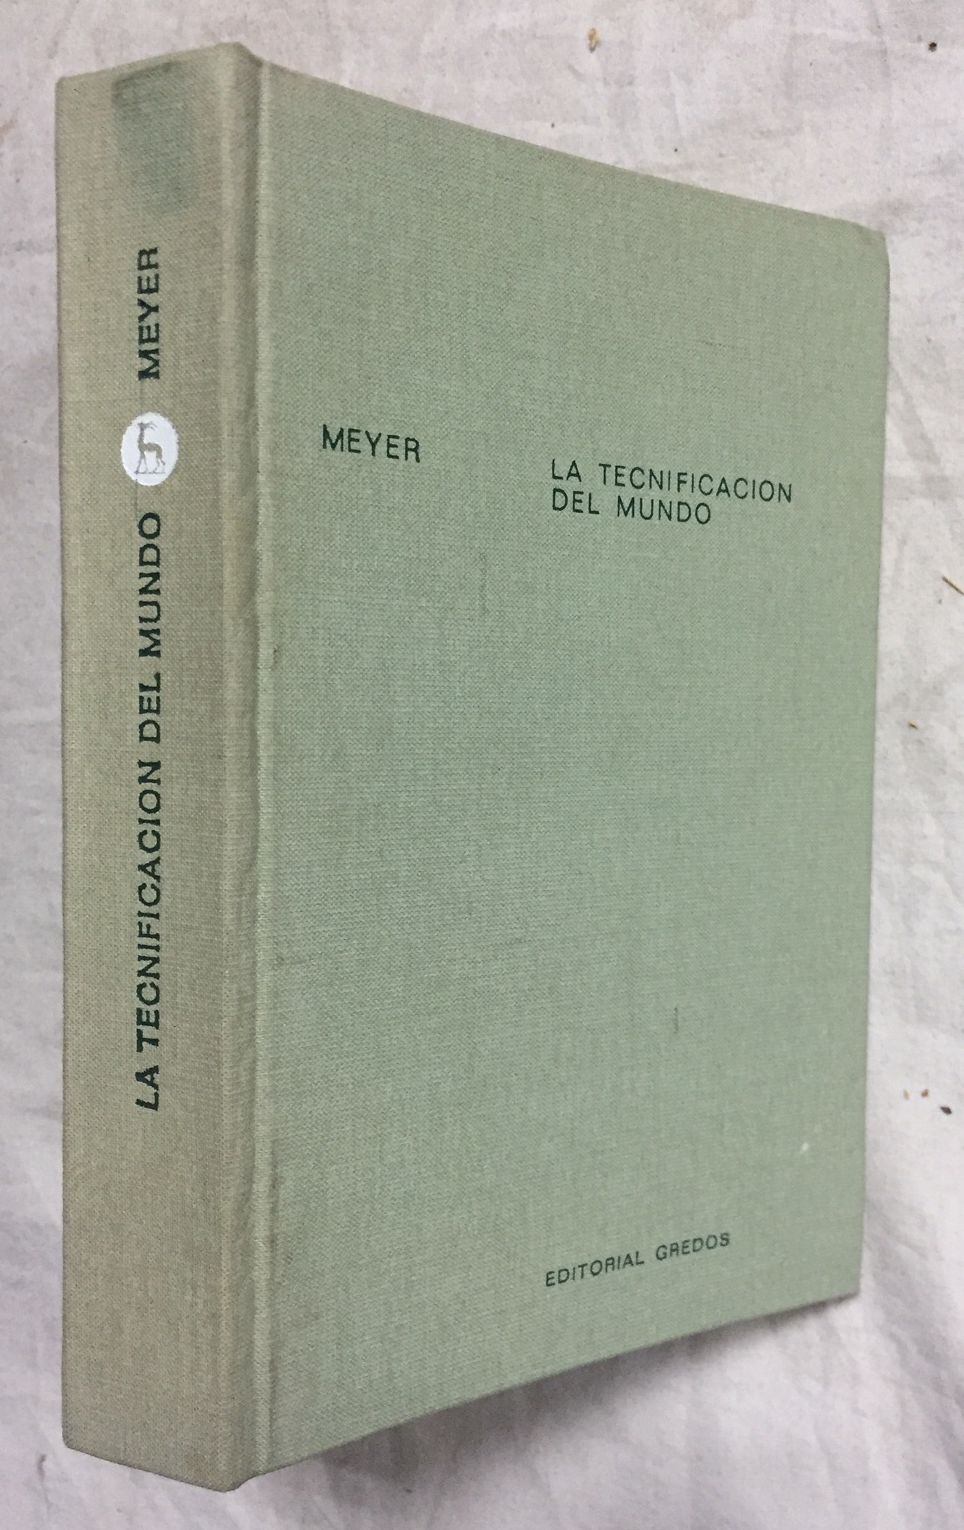 LA TECNIFICACION DEL MUNDO MEYER
MEYER
LA TECNIFICACION
DEL MUNDO
EDITORIAL GREDOS